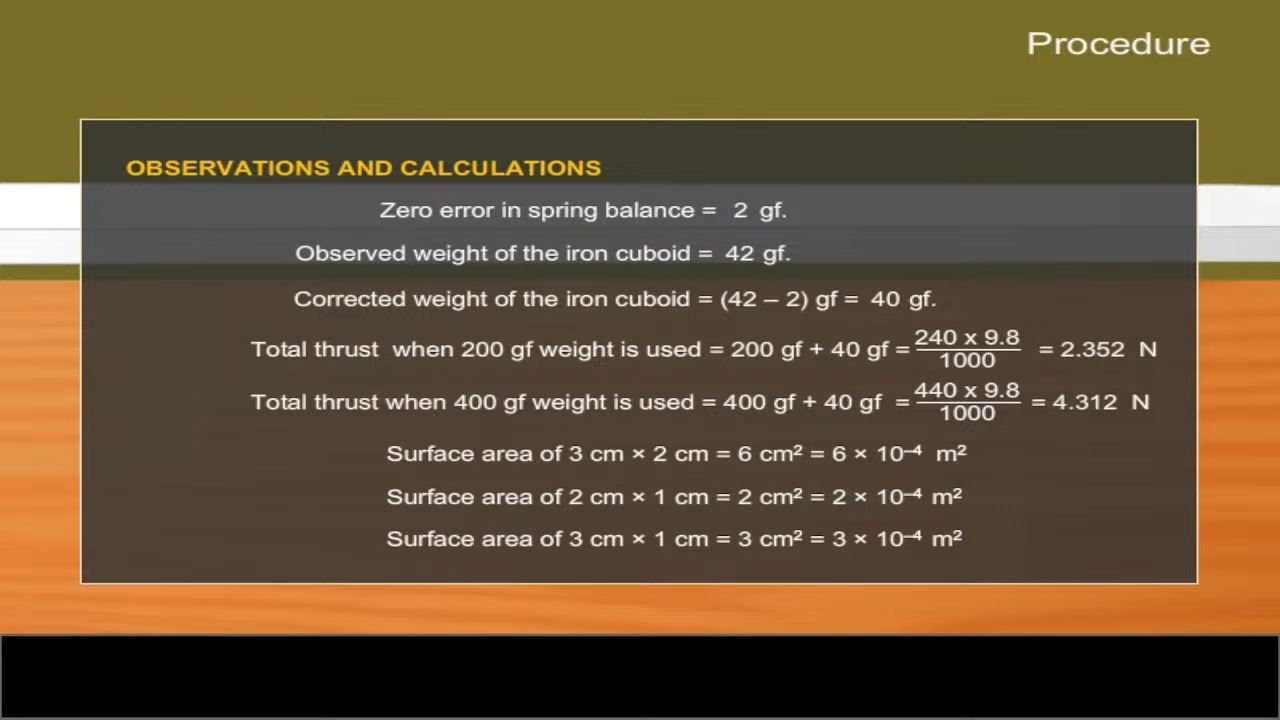 Procedure
OBSERVATIONS AND CALCULATIONS
Zero error in spring balance = 2 gf.
Observed weight of the iron cuboid = 42 gf.
Corrected weight of the iron cuboid = (42 – 2) gf = 40 gf.
Total thrust when 200 gf weight is used = 200 gf + 40 gf = 240 x 9.8 / 1000 = 2.352 N
Total thrust when 400 gf weight is used = 400 gf + 40 gf = 440 x 9.8 / 1000 = 4.312 N
Surface area of 3 cm × 2 cm = 6 cm² = 6 × 10⁻⁴ m²
Surface area of 2 cm × 1 cm = 2 cm² = 2 × 10⁻⁴ m²
Surface area of 3 cm × 1 cm = 3 cm² = 3 × 10⁻⁴ m²